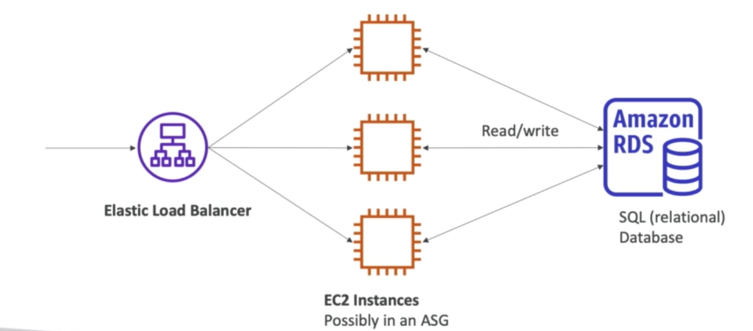 Amazon
RDS
Read/write
Elastic Load Balancer
SQL (relational)
Database
EC2 Instances
Possibly in an ASG